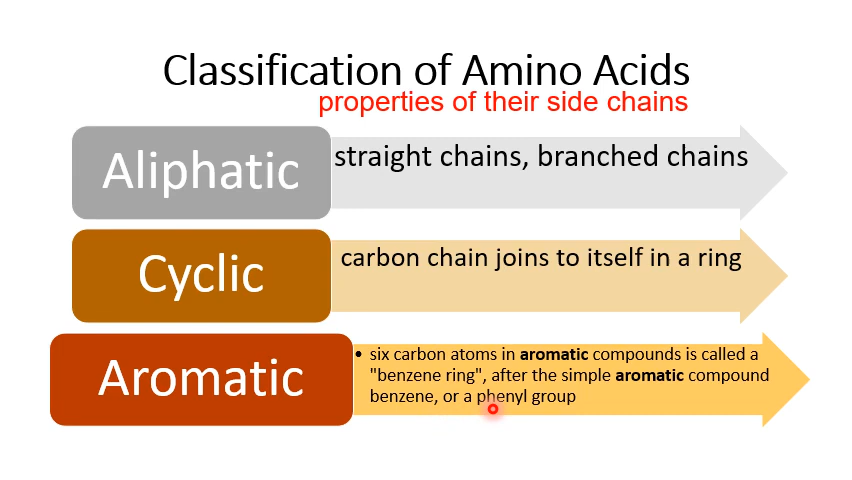 Classification of Amino Acids
properties of their side chains
Aliphatic
straight chains, branched chains
Cyclic
carbon chain joins to itself in a ring
Aromatic
• six carbon atoms in aromatic compounds is called a
"benzene ring", after the simple aromatic compound
benzene, or a phenyl group